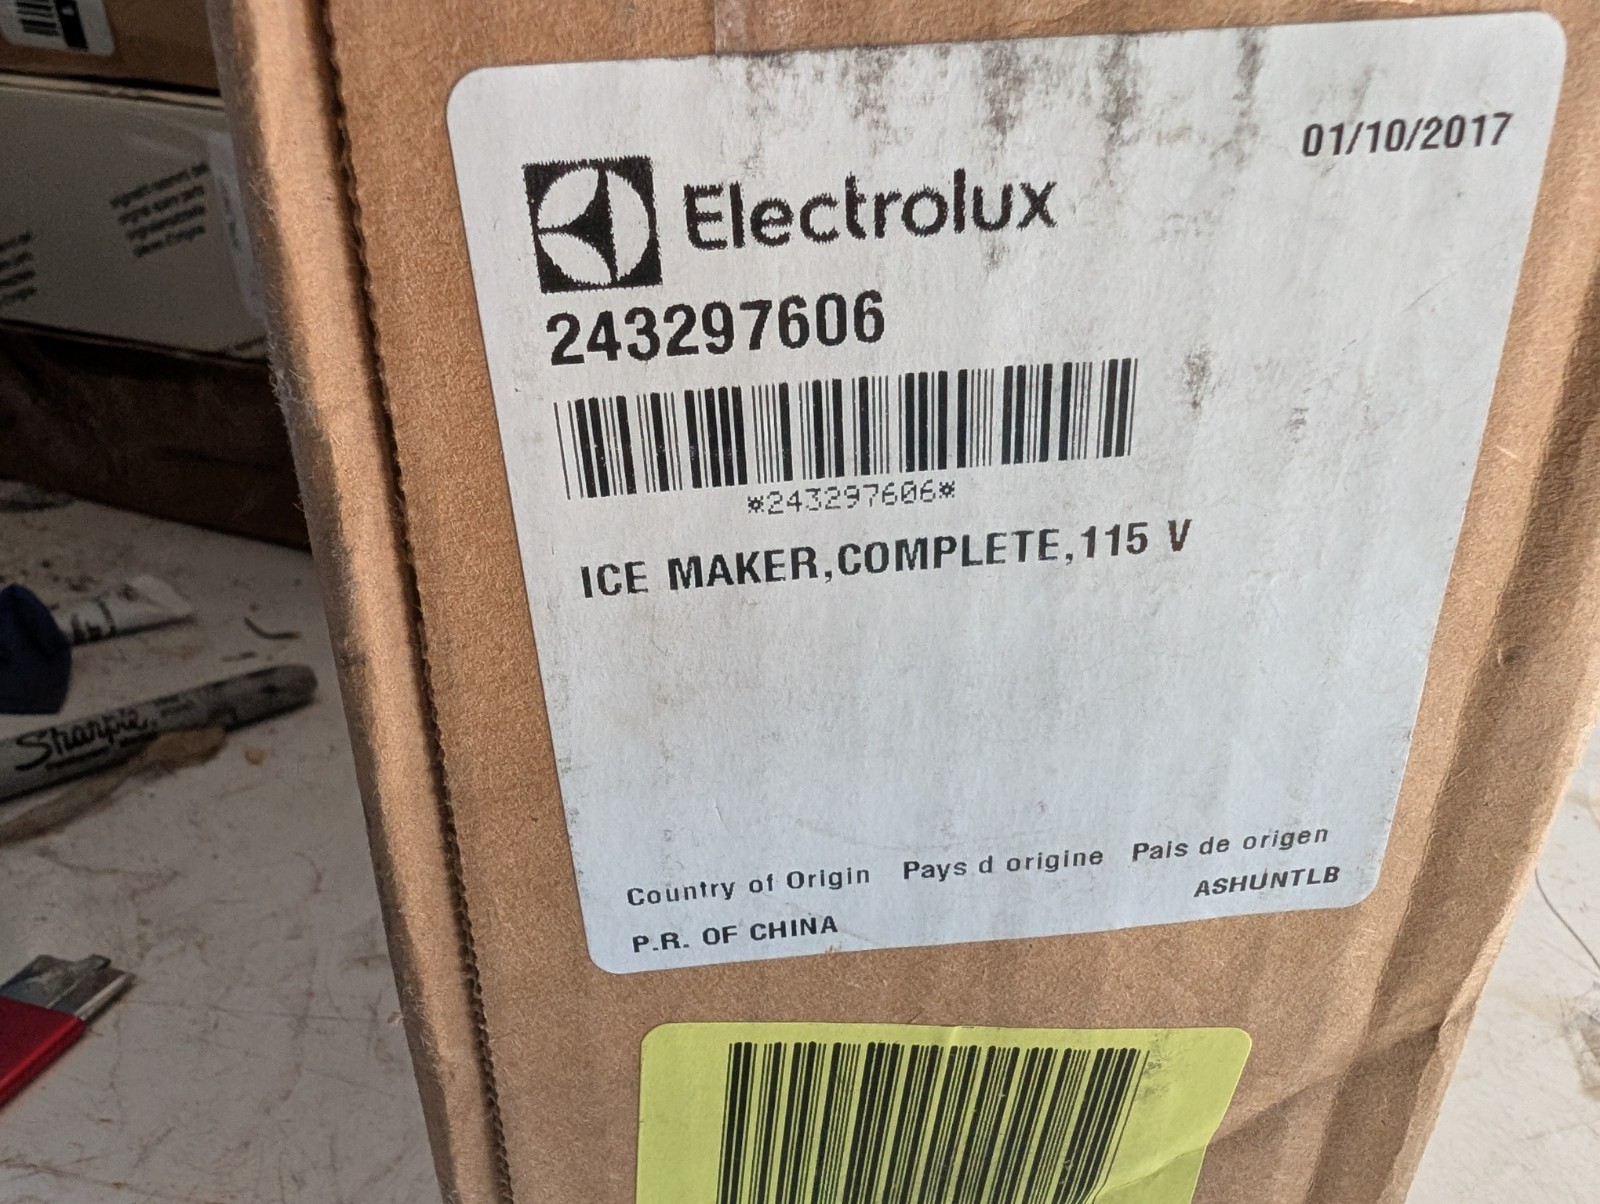 01/10/2017
Electrolux
243297606
*243297606*
ICE MAKER,COMPLETE,115 V
Country of Origin Pays d origine Pais de origen
P.R. OF CHINA
ASHUNTLB
Sharpie